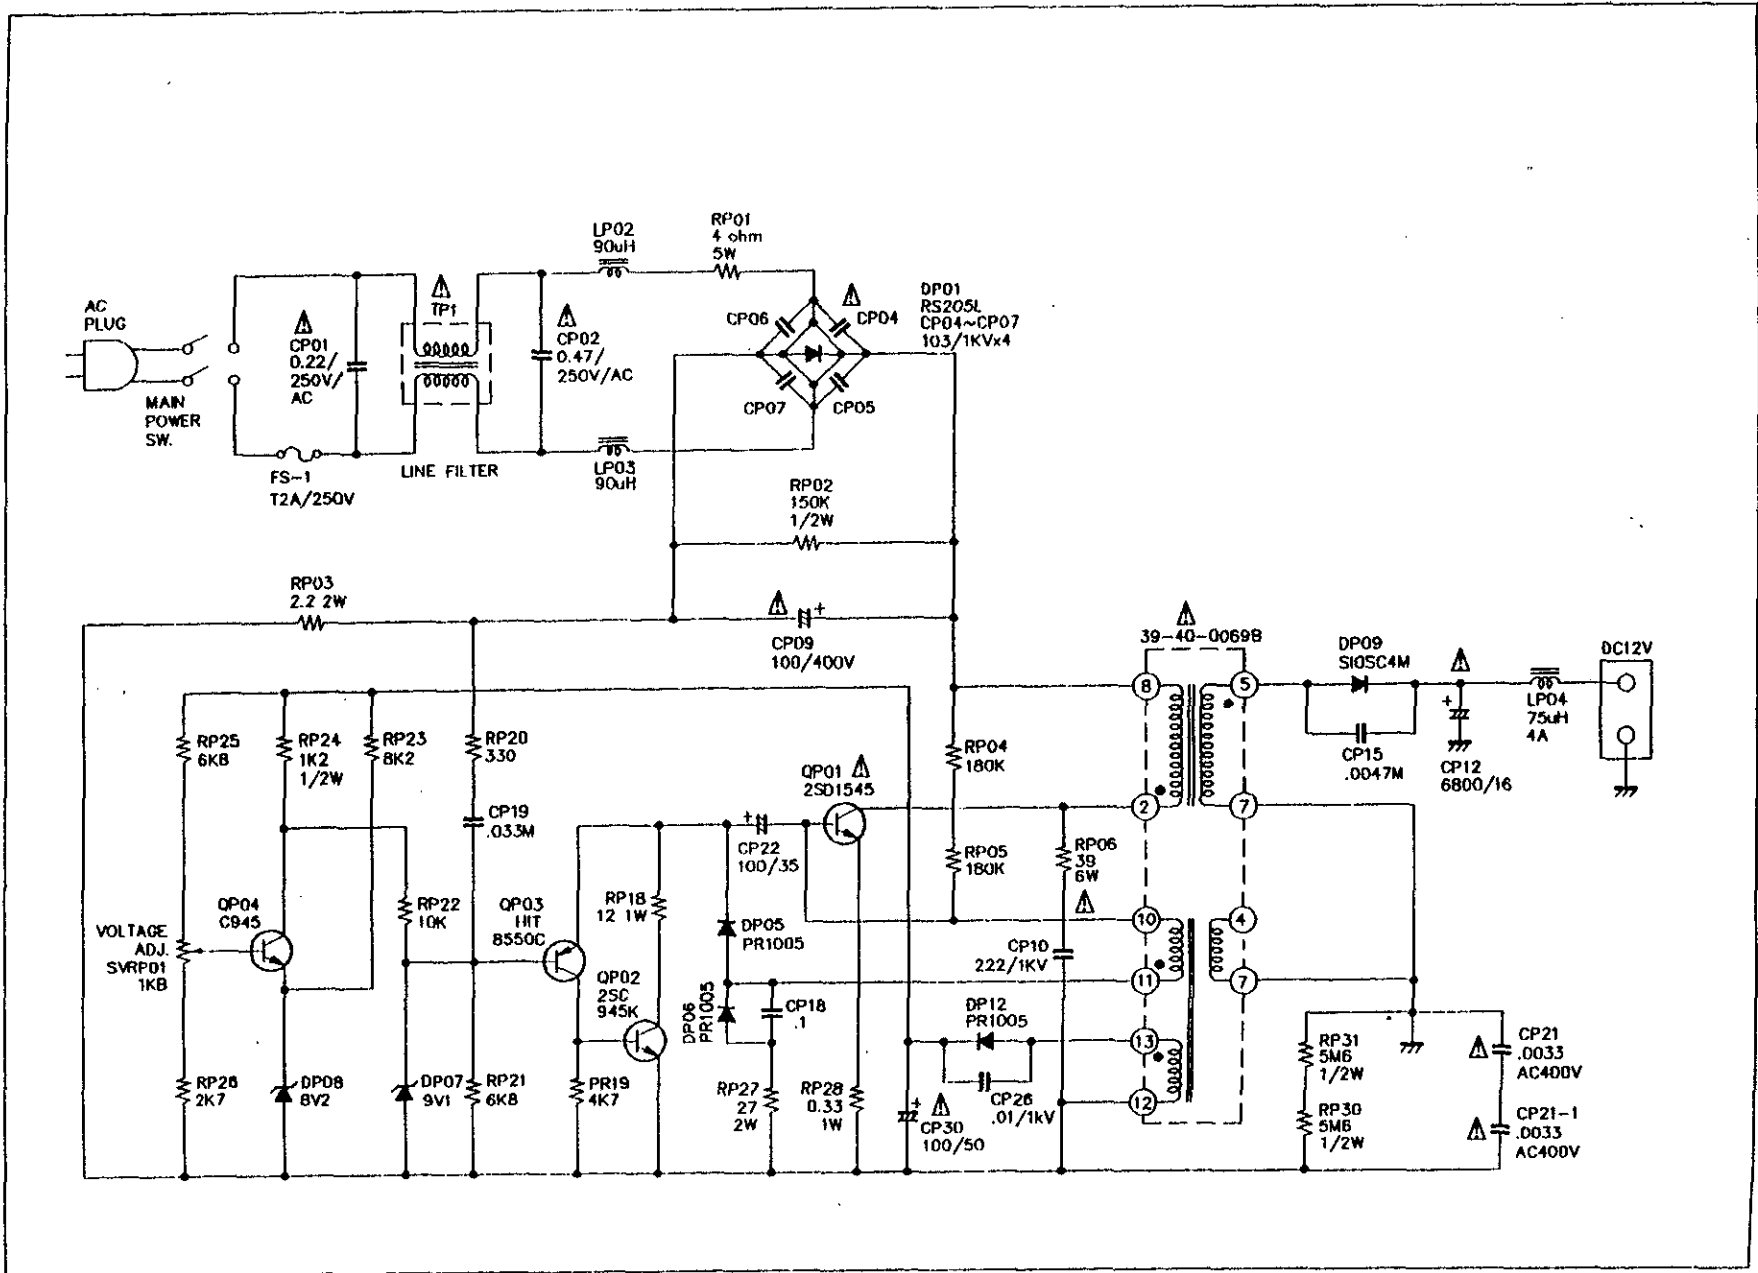 AC
PLUG
MAIN
POWER
SW.
FS-1
T2A/250V
CP01
0.22/
250V/
AC
TP1
LINE FILTER
CP02
0.47/
250V/AC
LP02
90uH
LP03
90uH
RP01
4 ohm
5W
CP06
CP04
CP07
CP05
DP01
RS205L
CP04~CP07
103/1KVx4
RP02
150K
1/2W
RP03
2.2 2W
CP09
100/400V
39-40-0069B
DP09
SI0SC4M
DC12V
8
5
LP04
75uH
4A
CP15
.0047M
CP12
6800/16
RP25
6K8
RP24
1K2
1/2W
RP23
8K2
RP20
330
QP01
2SD1545
RP04
180K
2
7
CP19
.033M
CP22
100/35
RP05
180K
RP06
39
6W
QP04
C945
RP22
10K
QP03
HIT
8550C
RP18
12 1W
DP05
PR1005
10
4
VOLTAGE
ADJ.
SVRP01
1KB
QP02
2SC
945K
CP10
222/1KV
11
7
DP06
PR1005
CP18
.1
DP12
PR1005
13
RP26
2K7
DP08
8V2
DP07
9V1
RP21
6K8
PR19
4K7
RP27
27
2W
RP28
0.33
1W
CP30
100/50
CP26
.01/1kV
12
RP31
5M6
1/2W
RP30
5M6
1/2W
CP21
.0033
AC400V
CP21-1
.0033
AC400V